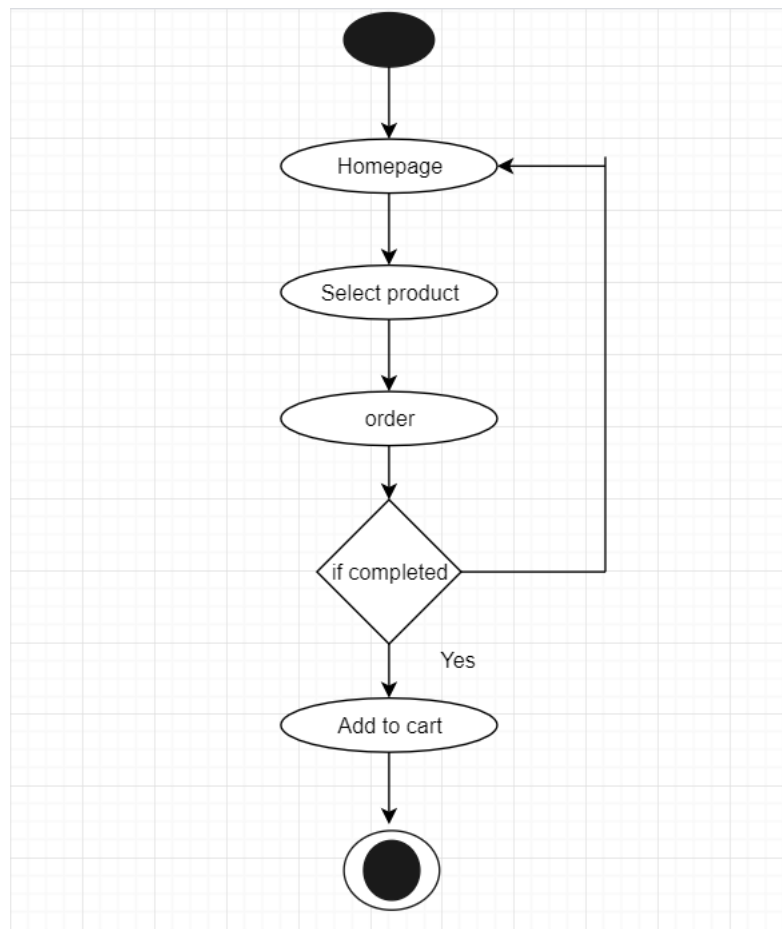 Homepage
Select product
order
if completed
Yes
Add to cart